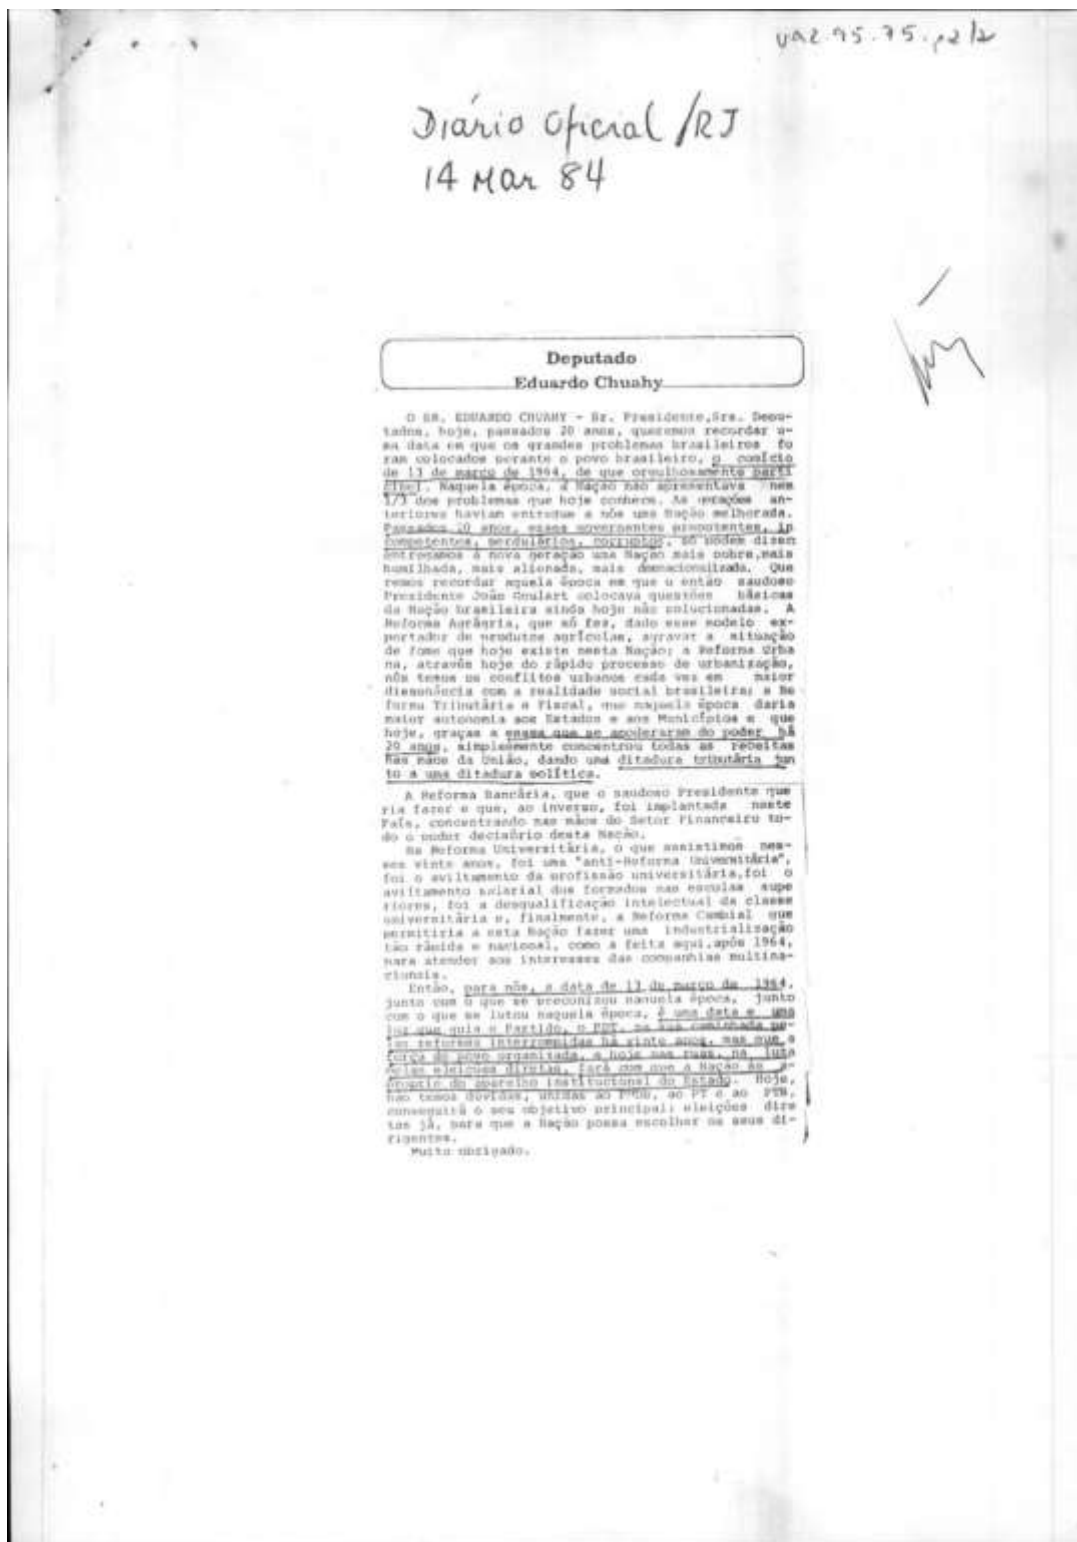 vaz.95.75.p2/2
Diário Oficial/RJ
14 Mar 84
Deputado
Eduardo Chuahy
O SR. EDUARDO CHUAHY - Sr. Presidente,Srs. Depu-
tados, hoje, passados 20 anos, queremos recordar u-
ma data em que os grandes problemas brasileiros fo
ram colocados perante o povo brasileiro, o comício
de 13 de março de 1964, de que orgulhosamente parti
cipei. Naquela época, a Nação não apresentava nem
1/3 dos problemas que hoje conhece. As gerações an-
teriores haviam entregue a nós uma Nação melhorada.
Passados 20 anos, esses governantes prepotentes, in
competentes, perdulários, corruptos, só podem dizer
entregamos à nova geração uma Nação mais pobre,mais
humilhada, mais alienada, mais desnacionalizada. Que
remos recordar aquela época em que o então saudoso
Presidente João Goulart colocava questões básicas
da Nação brasileira ainda hoje não solucionadas. A
Reforma Agrária, que só fez, dado esse modelo ex-
portador de produtos agrícolas, agravar a situação
de fome que hoje existe nesta Nação; a Reforma Urba
na, através hoje do rápido processo de urbanização,
nós temos os conflitos urbanos cada vez em maior
dissonância com a realidade social brasileira; a Re
forma Tributária e Fiscal, que naquela época daria
maior autonomia aos Estados e aos Municípios e que
hoje, graças a esses que se apoderaram do poder há
20 anos, simplesmente concentrou todas as receitas
nas mãos da União, dando uma ditadura tributária jun
to a uma ditadura política.
A Reforma Bancária, que o saudoso Presidente que
ria fazer e que, ao inverso, foi implantada neste
País, concentrando nas mãos do Setor Financeiro to-
do o poder decisório desta Nação.
Na Reforma Universitária, o que assistimos nes-
ses vinte anos, foi uma "anti-Reforma Universitária",
foi o aviltamento da profissão universitária,foi o
aviltamento salarial dos formados nas escolas supe
riores, foi a desqualificação intelectual da classe
universitária e, finalmente, a Reforma Cambial que
permitiria a esta Nação fazer uma industrialização
tão rápida e nacional, como a feita aqui,após 1964,
para atender aos interesses das companhias multina-
cionais.
Então, para nós, a data de 13 de março de 1964,
junto com o que se preconizou naquela época, junto
com o que se lutou naquela época, é uma data e uma
luz que guia o Partido, o PDT, na sua caminhada pe-
las reformas interrompidas há vinte anos, mas que a
força do povo organizada, e hoje nas ruas, na luta
pelas eleições diretas, fará com que a Nação se a-
proprie do aparelho institucional do Estado. Hoje,
não temos dúvidas, unidas ao PMDB, ao PT e ao PTB,
conseguirá o seu objetivo principal: eleições dire
tas já, para que a Nação possa escolher os seus di-
rigentes.
Muito obrigado.